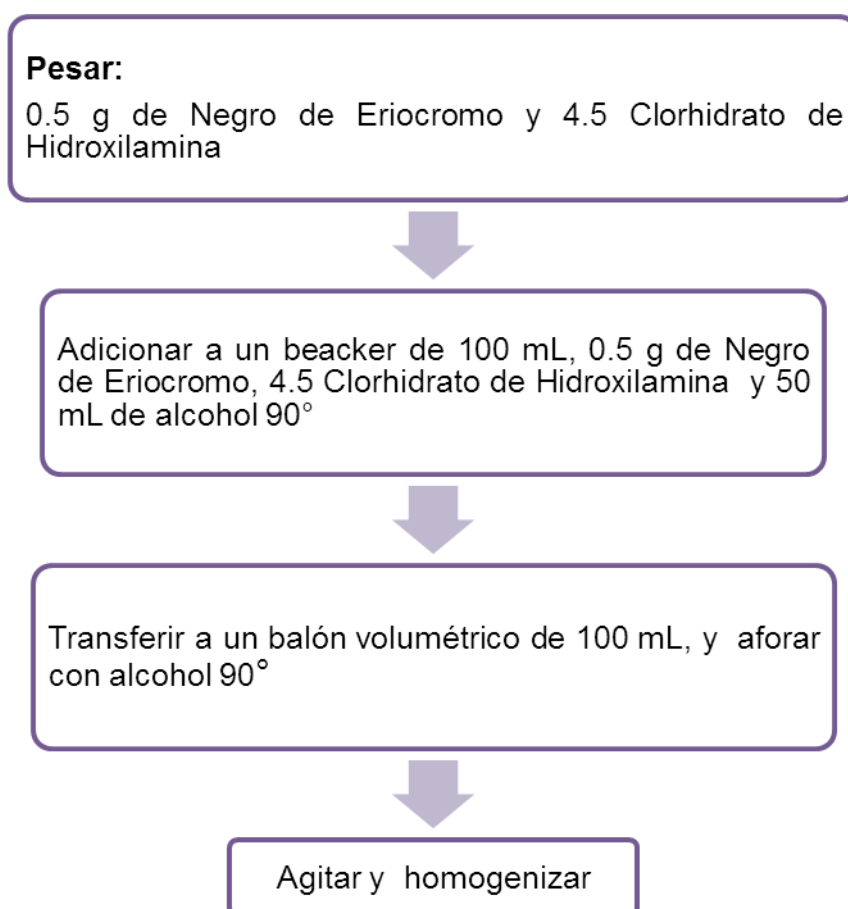 Pesar:
0.5 g de Negro de Eriocromo y 4.5 Clorhidrato de
Hidroxilamina
Adicionar a un beacker de 100 mL, 0.5 g de Negro
de Eriocromo, 4.5 Clorhidrato de Hidroxilamina y 50
mL de alcohol 90°
Transferir a un balón volumétrico de 100 mL, y aforar
con alcohol 90°
Agitar y homogenizar